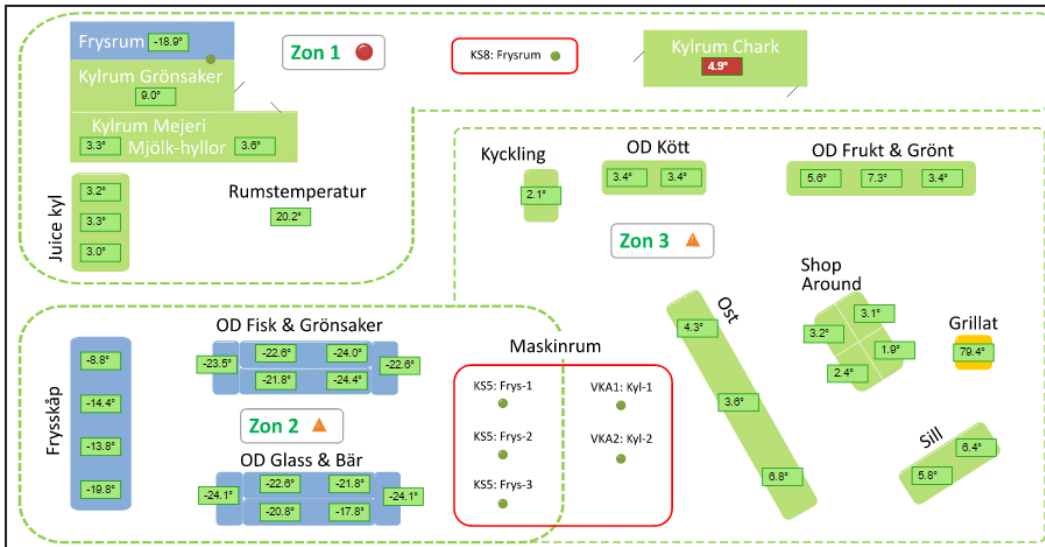 Frysrum -18.9°
Zon 1
KS8: Frysrum
Kylrum Chark
4.9°
Kylrum Grönsaker
9.0°
Kylrum Mejeri
3.3° Mjölk-hyllor 3.6°
Juice kyl
3.2°
3.3°
3.0°
Rumstemperatur
20.2°
Kyckling
2.1°
OD Kött
3.4° 3.4°
OD Frukt & Grönt
5.6° 7.3° 3.4°
Zon 3
Ost
4.3°
3.6°
6.8°
Shop
Around
3.1°
3.2°
1.9°
2.4°
Grillat
79.4°
Sill
6.4°
5.8°
Frysskåp
-8.8°
-14.4°
-13.8°
-19.8°
OD Fisk & Grönsaker
-23.5° -22.6° -24.0° -22.6°
-21.8° -24.4°
Zon 2
OD Glass & Bär
-24.1° -22.6° -21.8° -24.1°
-20.8° -17.8°
Maskinrum
KS5: Frys-1 VKA1: Kyl-1
KS5: Frys-2 VKA2: Kyl-2
KS5: Frys-3